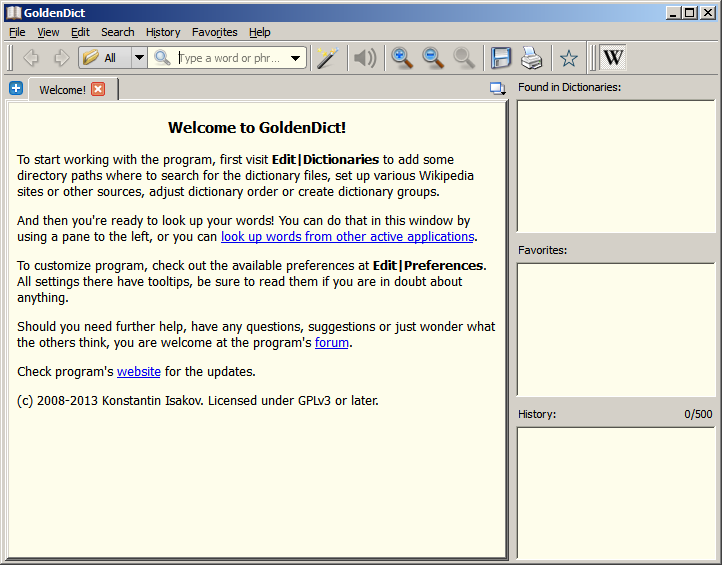 GoldenDict
File View Edit Search History Favorites Help
All Type a word or phr... W
Welcome!
Found in Dictionaries:
Welcome to GoldenDict!
To start working with the program, first visit Edit|Dictionaries to add some
directory paths where to search for the dictionary files, set up various Wikipedia
sites or other sources, adjust dictionary order or create dictionary groups.
And then you're ready to look up your words! You can do that in this window by
using a pane to the left, or you can look up words from other active applications.
To customize program, check out the available preferences at Edit|Preferences.
All settings there have tooltips, be sure to read them if you are in doubt about
anything.
Should you need further help, have any questions, suggestions or just wonder what
the others think, you are welcome at the program's forum.
Check program's website for the updates.
(c) 2008-2013 Konstantin Isakov. Licensed under GPLv3 or later.
Favorites:
History: 0/500